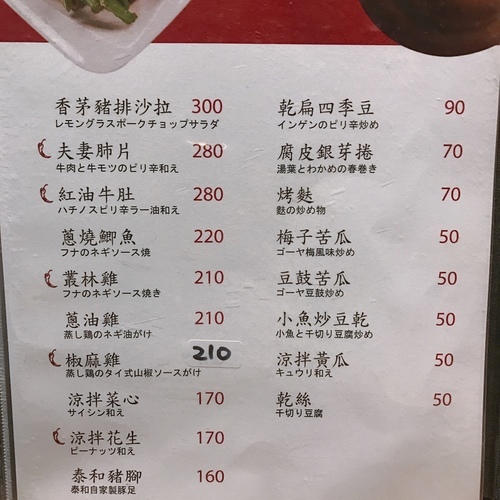 香茅豬排沙拉 300
レモングラスポークチョップサラダ
夫妻肺片 280
牛肉と牛モツのピリ辛和え
紅油牛肚 280
ハチノスピリ辛ラー油和え
蔥燒鯽魚 220
フナのネギソース焼
叢林雞 210
フナのネギソース焼き
蔥油雞 210
蒸し鶏のネギ油がけ
椒麻雞 210
蒸し鶏のタイ式山椒ソースがけ
涼拌菜心 170
サイシン和え
涼拌花生 170
ピーナッツ和え
泰和豬腳 160
泰和自家製豚足
乾扁四季豆 90
インゲンのピリ辛炒め
腐皮銀芽捲 70
湯葉とわかめの春巻き
烤麩 70
麩の炒め物
梅子苦瓜 50
ゴーヤ梅風味炒め
豆鼓苦瓜 50
ゴーヤ豆鼓炒め
小魚炒豆乾 50
小魚と干切り豆腐炒め
涼拌黃瓜 50
キュウリ和え
乾絲 50
干切り豆腐